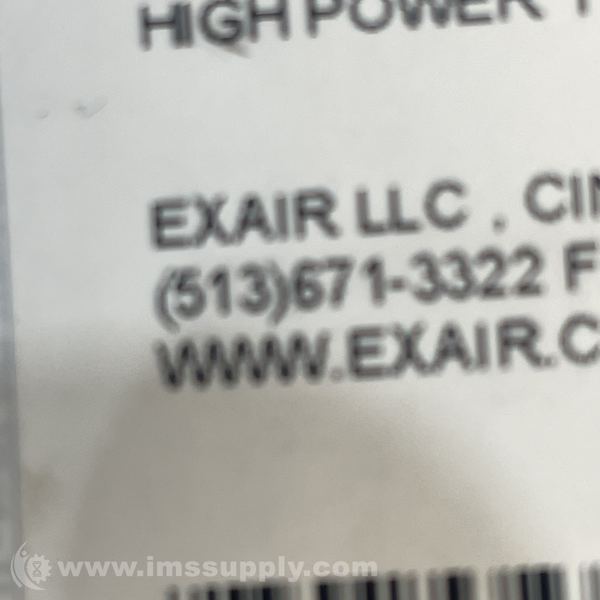 HIGH POWER
EXAIR LLC , CIN
(513)671-3322 F
WWW.EXAIR.C
www.imssupply.com